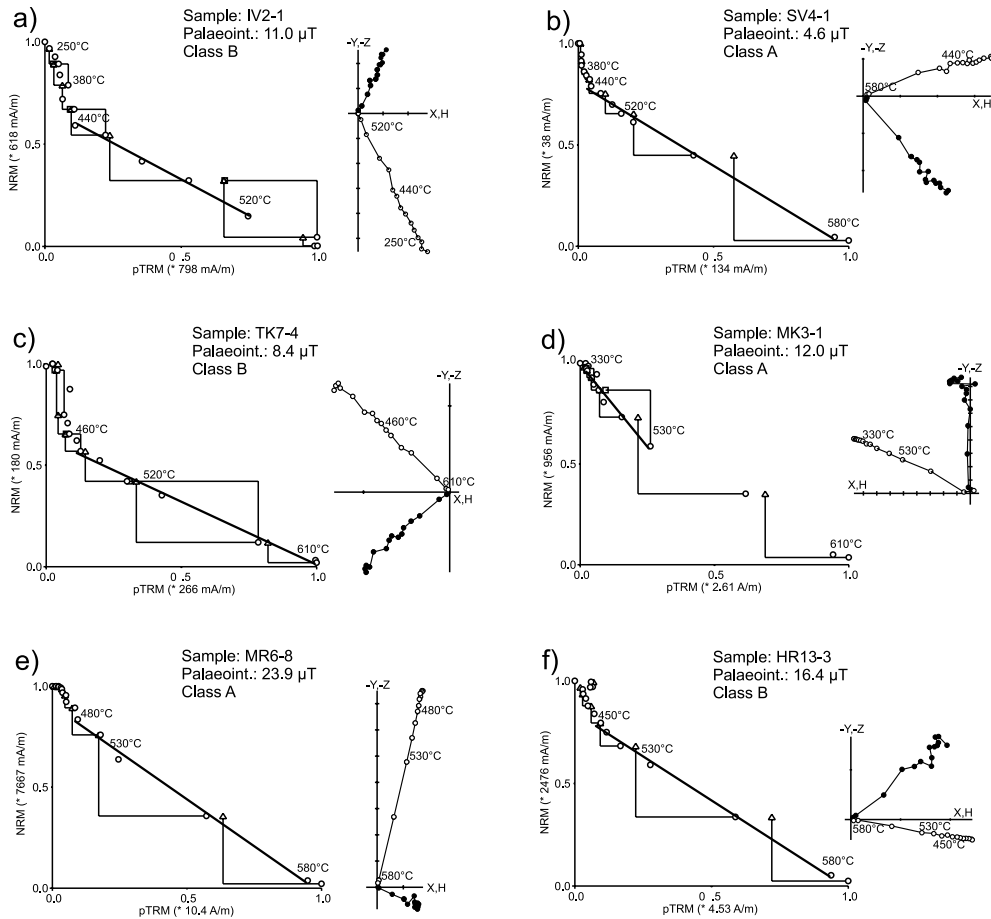 a)
Sample: IV2-1
Palaeoint.: 11.0 µT
Class B
1.0
0.5
0.0
NRM (* 618 mA/m)
250°C
380°C
440°C
520°C
0.0
0.5
1.0
pTRM (* 798 mA/m)
-Y,-Z
X,H
520°C
440°C
250°C
b)
Sample: SV4-1
Palaeoint.: 4.6 µT
Class A
1.0
0.5
0.0
NRM (* 38 mA/m)
380°C
440°C
520°C
580°C
0.0
0.5
1.0
pTRM (* 134 mA/m)
-Y,-Z
440°C
580°C
X,H
c)
Sample: TK7-4
Palaeoint.: 8.4 µT
Class B
1.0
0.5
0.0
NRM (* 180 mA/m)
460°C
520°C
610°C
0.0
0.5
1.0
pTRM (* 266 mA/m)
-Y,-Z
460°C
610°C
X,H
d)
Sample: MK3-1
Palaeoint.: 12.0 µT
Class A
1.0
0.5
0.0
NRM (* 956 mA/m)
330°C
530°C
610°C
0.0
0.5
1.0
pTRM (* 2.61 A/m)
-Y,-Z
330°C
530°C
X,H
e)
Sample: MR6-8
Palaeoint.: 23.9 µT
Class A
1.0
0.5
0.0
NRM (* 7667 mA/m)
480°C
530°C
580°C
0.0
0.5
1.0
pTRM (* 10.4 A/m)
-Y,-Z
480°C
530°C
580°C
X,H
f)
Sample: HR13-3
Palaeoint.: 16.4 µT
Class B
1.0
0.5
0.0
NRM (* 2476 mA/m)
450°C
530°C
580°C
0.0
0.5
1.0
pTRM (* 4.53 A/m)
-Y,-Z
X,H
580°C
530°C
450°C